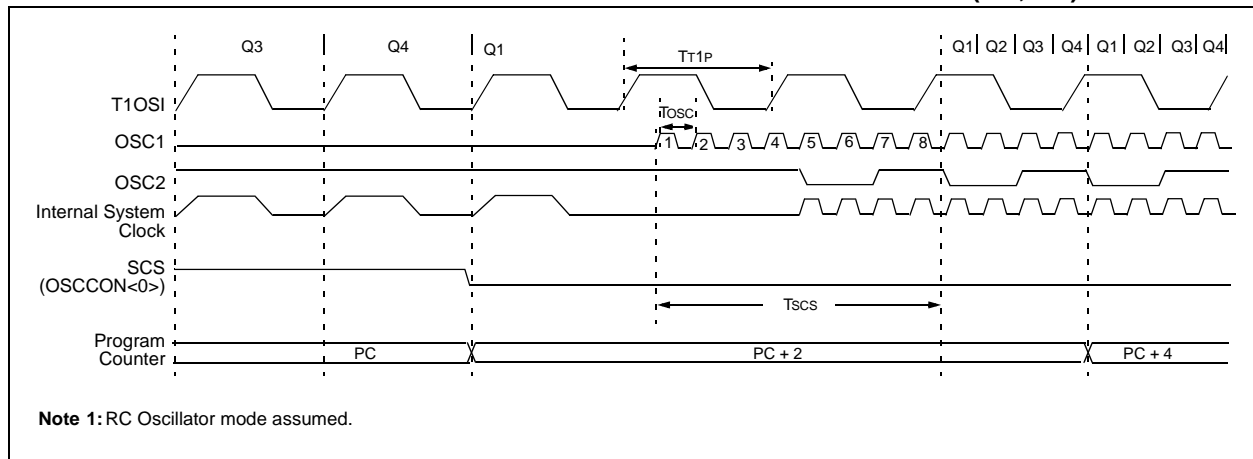 Q3 Q4 Q1 Q1 Q2 Q3 Q4 Q1 Q2 Q3 Q4
TT1P
T1OSI
TOSC
OSC1
1 2 3 4 5 6 7 8
OSC2
Internal System
Clock
SCS
(OSCCON<0>)
TSCS
Program
Counter
PC PC + 2 PC + 4
Note 1: RC Oscillator mode assumed.